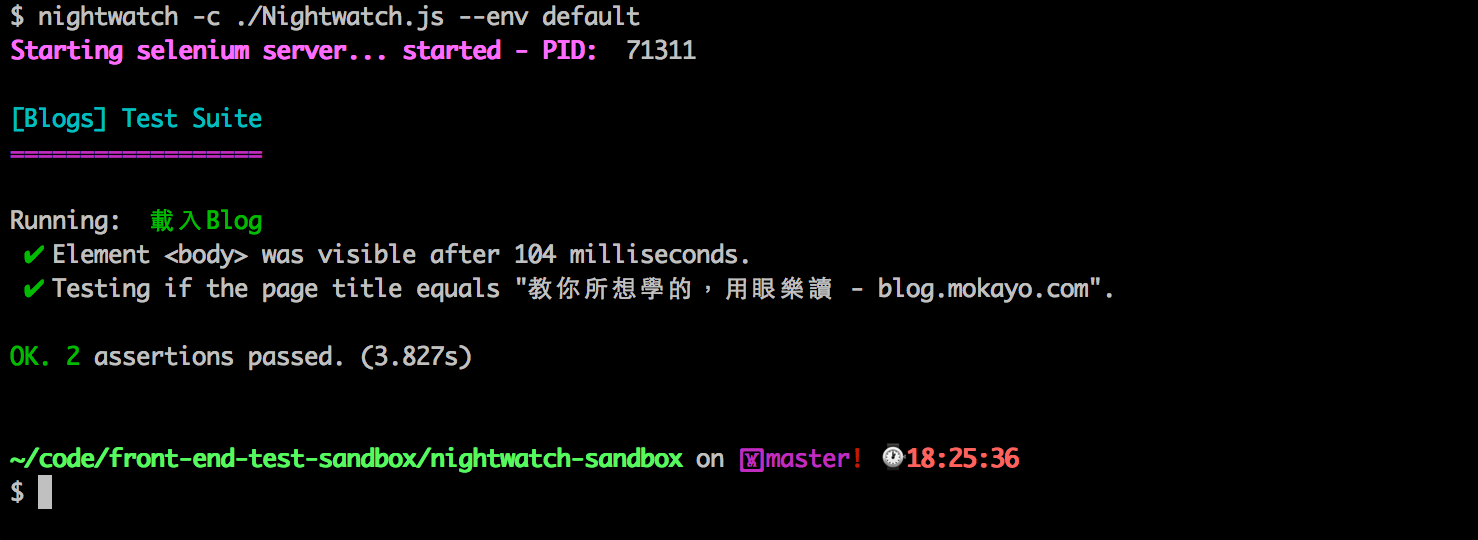 $ nightwatch -c ./Nightwatch.js --env default
Starting selenium server... started - PID:  71311
[Blogs] Test Suite
==================
Running:  載入Blog
✔ Element <body> was visible after 104 milliseconds.
✔ Testing if the page title equals "教你所想學的，用眼樂讀 - blog.mokayo.com".
OK. 2 assertions passed. (3.827s)
~/code/front-end-test-sandbox/nightwatch-sandbox on master! 18:25:36
$